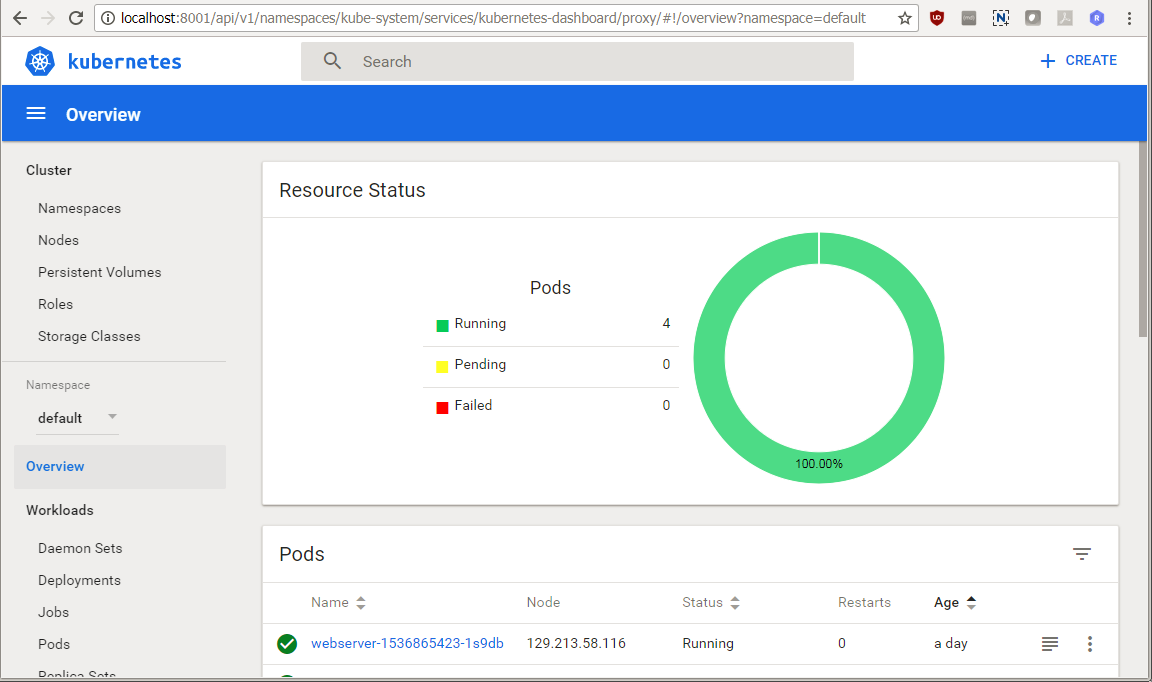 localhost:8001/api/v1/namespaces/kube-system/services/kubernetes-dashboard/proxy/#!/overview?namespace=default
kubernetes
Search
+ CREATE
Overview
Cluster
Namespaces
Nodes
Persistent Volumes
Roles
Storage Classes
Namespace
default
Overview
Workloads
Daemon Sets
Deployments
Jobs
Pods
Replica Sets
Resource Status
Pods
Running 4
Pending 0
Failed 0
100.00%
Pods
Name Node Status Restarts Age
webserver-1536865423-1s9db 129.213.58.116 Running 0 a day